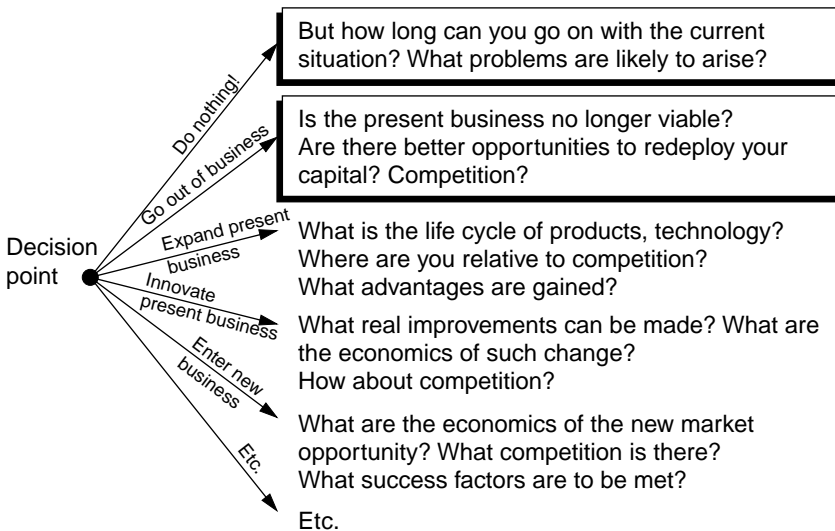 Do nothing!
But how long can you go on with the current
situation? What problems are likely to arise?
Go out of business
Is the present business no longer viable?
Are there better opportunities to redeploy your
capital? Competition?
Decision
point
Expand present
business
What is the life cycle of products, technology?
Where are you relative to competition?
What advantages are gained?
Innovate
present business
What real improvements can be made? What are
the economics of such change?
How about competition?
Enter new
business
What are the economics of the new market
opportunity? What competition is there?
What success factors are to be met?
Etc.
Etc.